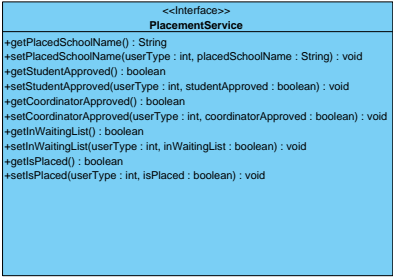 <<Interface>>
PlacementService
+getPlacedSchoolName() : String
+setPlacedSchoolName(userType : int, placedSchoolName : String) : void
+getStudentApproved() : boolean
+setStudentApproved(userType : int, studentApproved : boolean) : void
+getCoordinatorApproved() : boolean
+setCoordinatorApproved(userType : int, coordinatorApproved : boolean) : void
+getInWaitingList() : boolean
+setInWaitingList(userType : int, inWaitingList : boolean) : void
+getIsPlaced() : boolean
+setIsPlaced(userType : int, isPlaced : boolean) : void